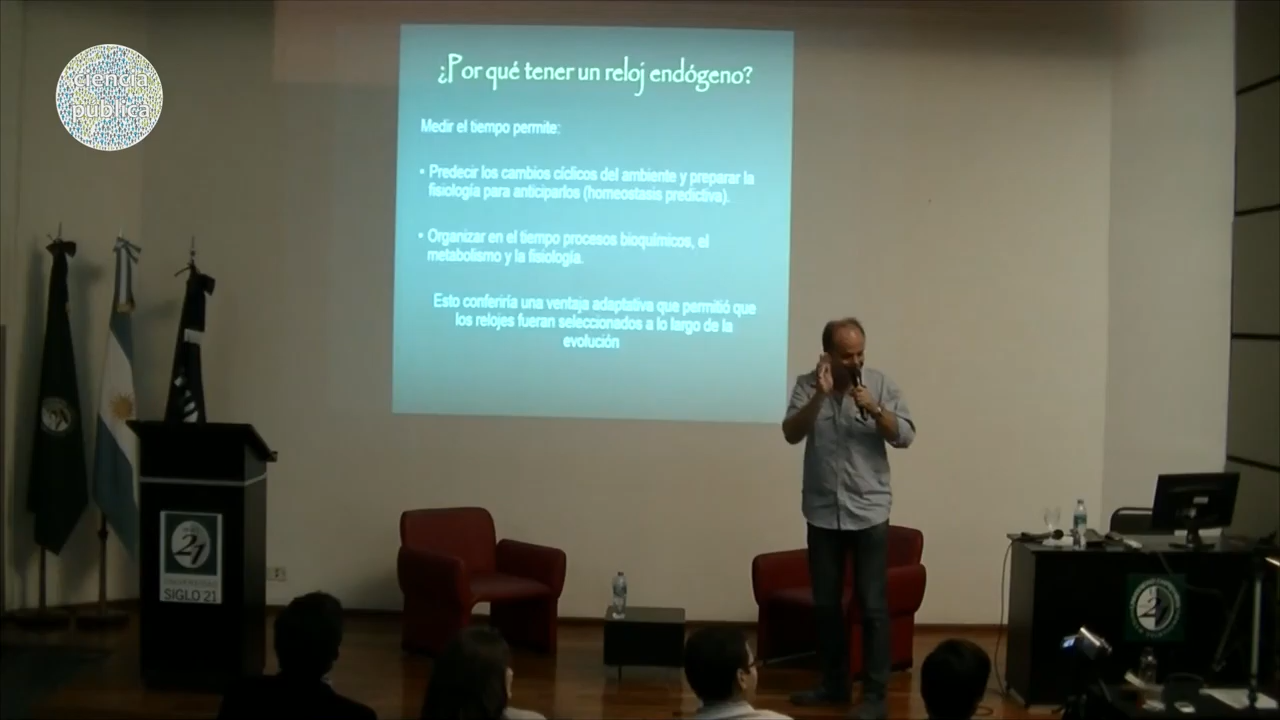 ciencia
pública
¿Por qué tener un reloj endógeno?
Medir el tiempo permite:
• Predecir los cambios cíclicos del ambiente y preparar la
fisiología para anticiparlos (homeostasis predictiva).
• Organizar en el tiempo procesos bioquímicos, el
metabolismo y la fisiología.
Esto conferiría una ventaja adaptativa que permitió que
los relojes fueran seleccionados a lo largo de la
evolución
21
UNIVERSIDAD
SIGLO 21
21